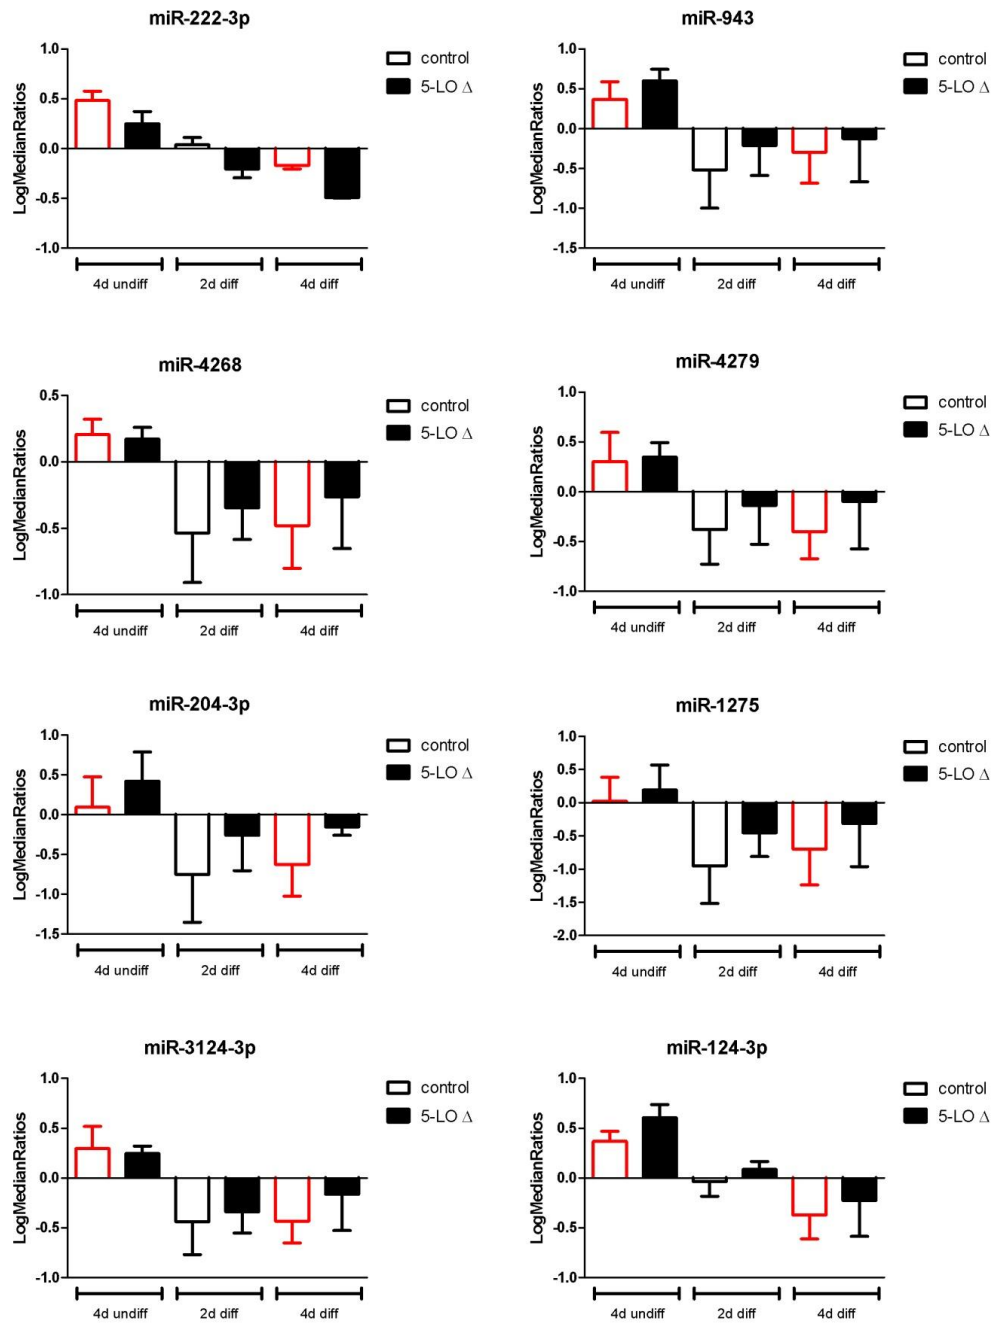 miR-222-3p
1.0
0.5
0.0
-0.5
-1.0
LogMedianRatios
control
5-LO Δ
4d undiff 2d diff 4d diff
miR-943
1.0
0.5
0.0
-0.5
-1.0
-1.5
LogMedianRatios
control
5-LO Δ
4d undiff 2d diff 4d diff
miR-4268
0.5
0.0
-0.5
-1.0
LogMedianRatios
control
5-LO Δ
4d undiff 2d diff 4d diff
miR-4279
1.0
0.5
0.0
-0.5
-1.0
LogMedianRatios
control
5-LO Δ
4d undiff 2d diff 4d diff
miR-204-3p
1.0
0.5
0.0
-0.5
-1.0
-1.5
LogMedianRatios
control
5-LO Δ
4d undiff 2d diff 4d diff
miR-1275
1.0
0.5
0.0
-0.5
-1.0
-1.5
-2.0
LogMedianRatios
control
5-LO Δ
4d undiff 2d diff 4d diff
miR-3124-3p
1.0
0.5
0.0
-0.5
-1.0
LogMedianRatios
control
5-LO Δ
4d undiff 2d diff 4d diff
miR-124-3p
1.0
0.5
0.0
-0.5
-1.0
LogMedianRatios
control
5-LO Δ
4d undiff 2d diff 4d diff